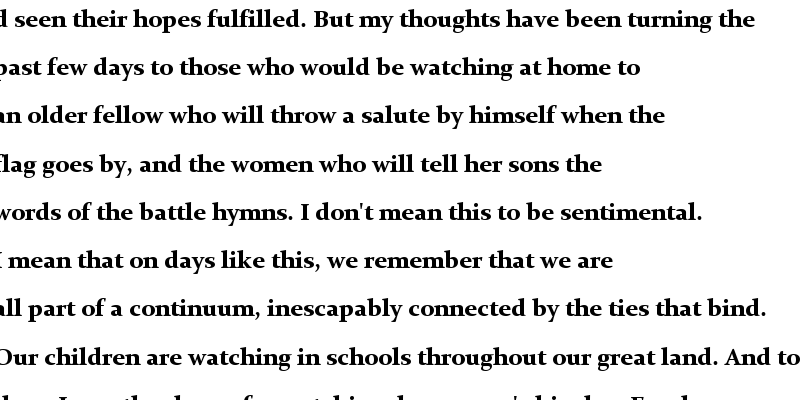 d seen their hopes fulfilled. But my thoughts have been turning the
past few days to those who would be watching at home to
an older fellow who will throw a salute by himself when the
flag goes by, and the women who will tell her sons the
words of the battle hymns. I don't mean this to be sentimental.
I mean that on days like this, we remember that we are
all part of a continuum, inescapably connected by the ties that bind.
Our children are watching in schools throughout our great land. And to